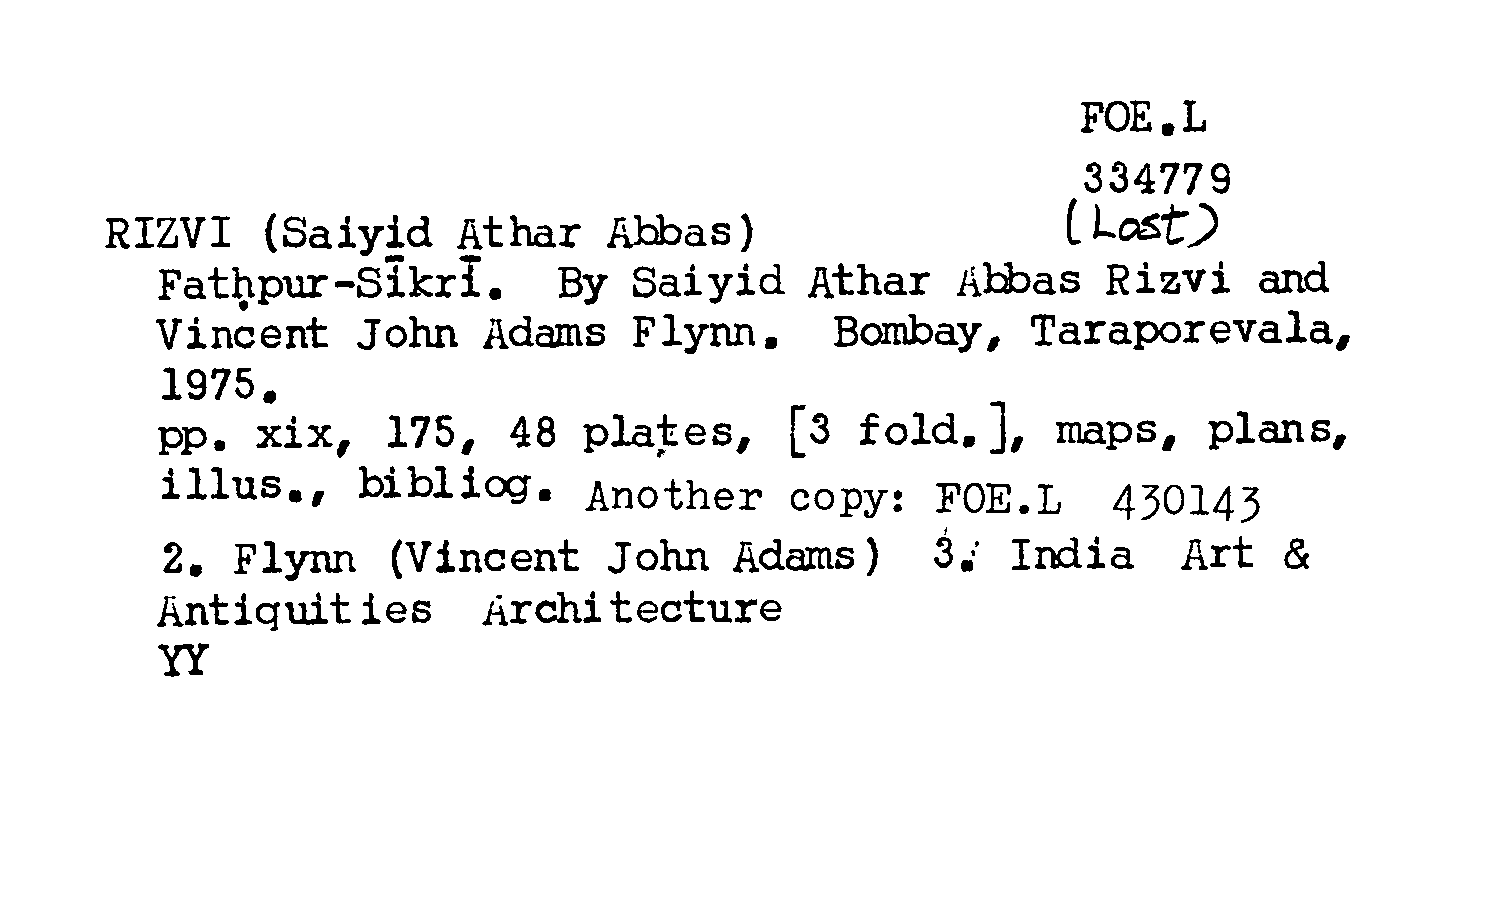 FOE.L
334779
(Lost)
RIZVI (Saiyid Athar Abbas)
Fatḥpur-Sīkrī. By Saiyid Athar Abbas Rizvi and
Vincent John Adams Flynn. Bombay, Taraporevala,
1975.
pp. xix, 175, 48 plates, [3 fold.], maps, plans,
illus., bibliog. Another copy: FOE.L 430143
2. Flynn (Vincent John Adams) 3. India Art &
Antiquities Architecture
YY